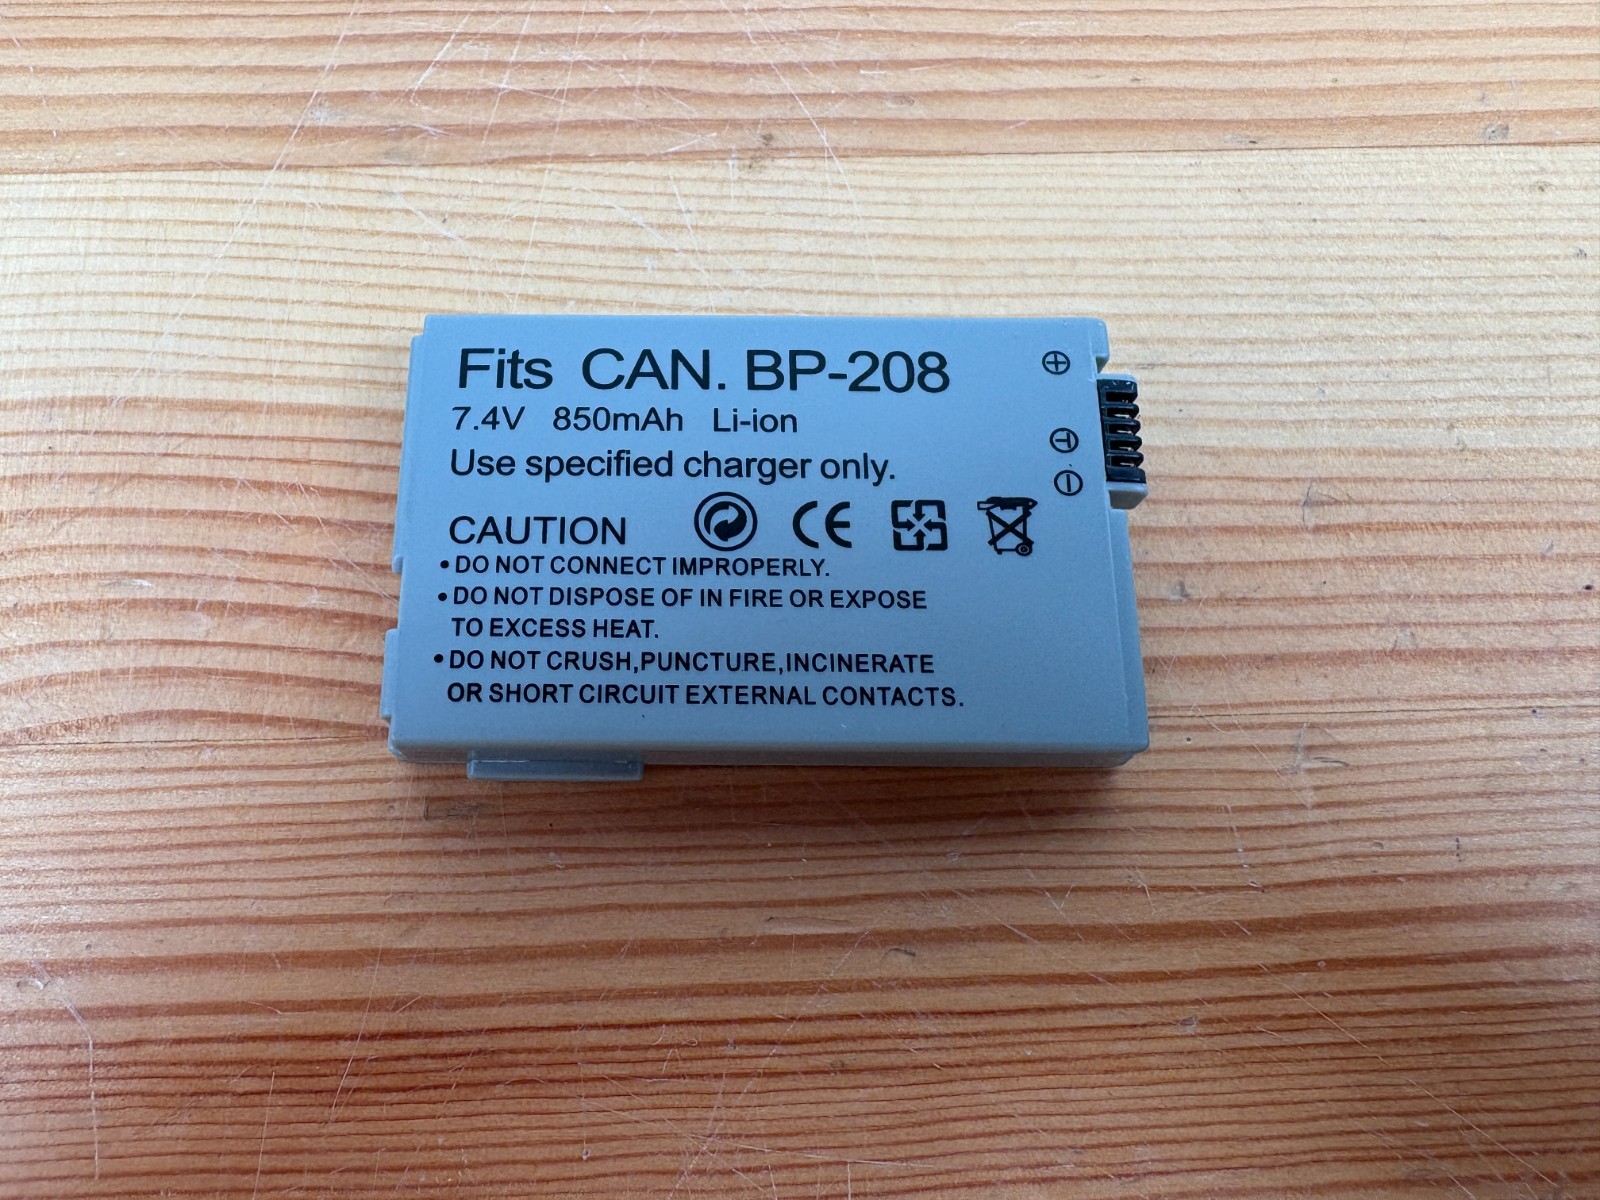 Fits CAN. BP-208
7.4V 850mAh Li-ion
Use specified charger only.
CAUTION CE
•DO NOT CONNECT IMPROPERLY.
•DO NOT DISPOSE OF IN FIRE OR EXPOSE
TO EXCESS HEAT.
•DO NOT CRUSH,PUNCTURE,INCINERATE
OR SHORT CIRCUIT EXTERNAL CONTACTS.
+
T
-